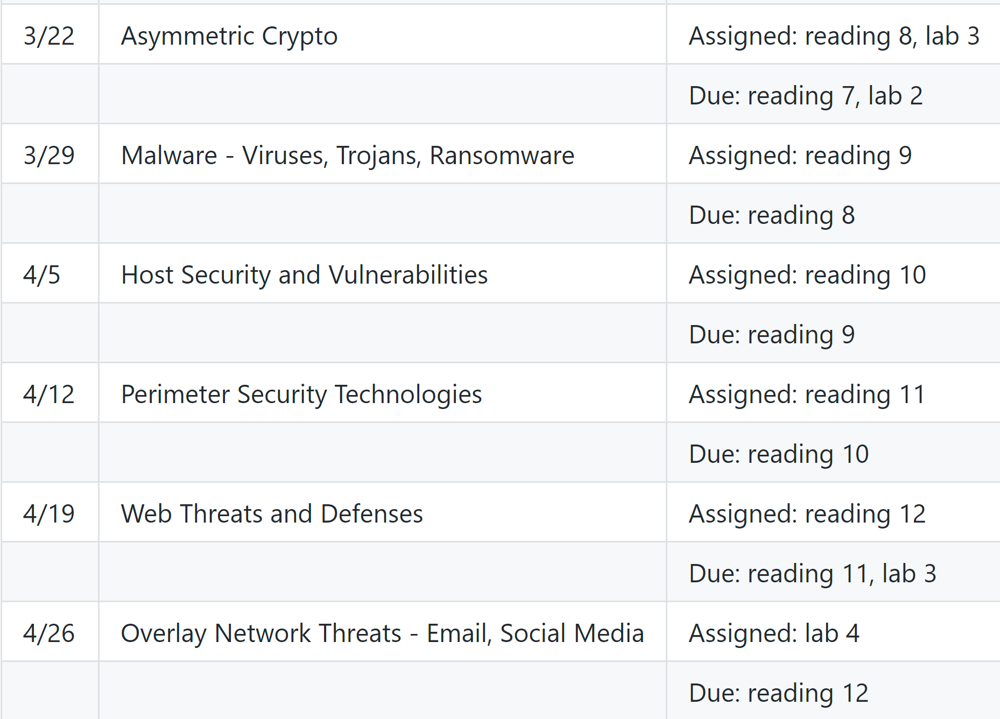 3/22 Asymmetric Crypto Assigned: reading 8, lab 3
Due: reading 7, lab 2
3/29 Malware - Viruses, Trojans, Ransomware Assigned: reading 9
Due: reading 8
4/5 Host Security and Vulnerabilities Assigned: reading 10
Due: reading 9
4/12 Perimeter Security Technologies Assigned: reading 11
Due: reading 10
4/19 Web Threats and Defenses Assigned: reading 12
Due: reading 11, lab 3
4/26 Overlay Network Threats - Email, Social Media Assigned: lab 4
Due: reading 12